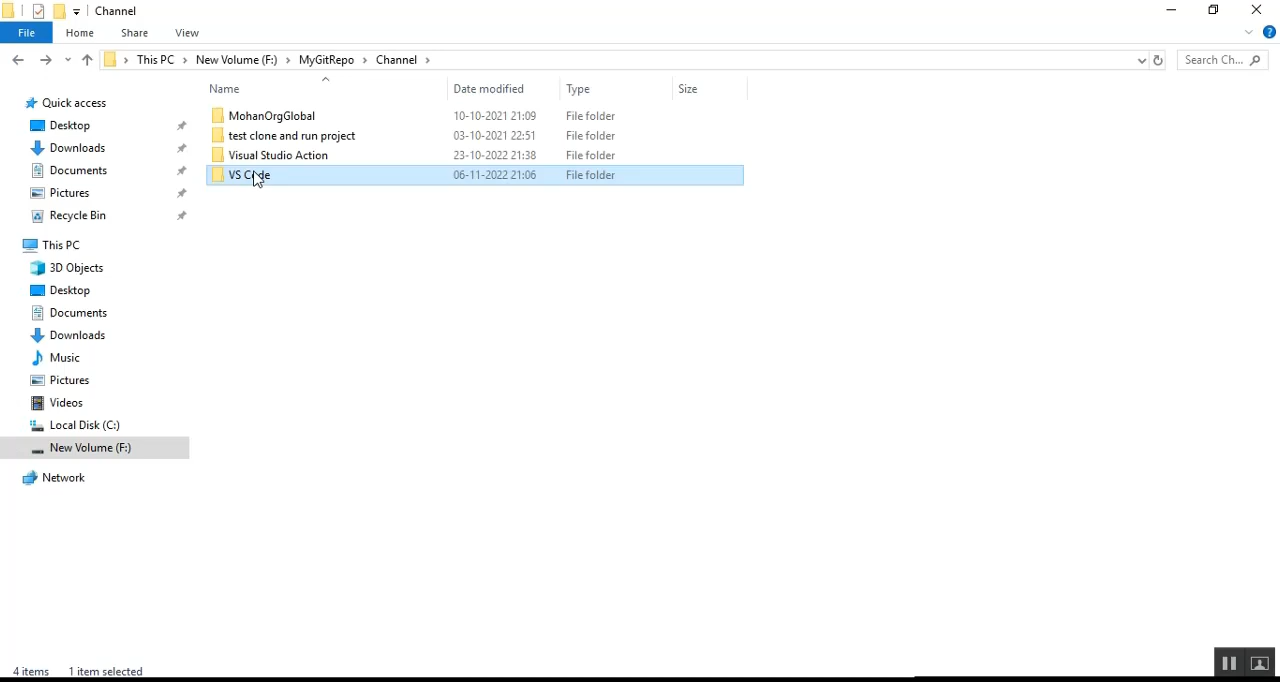 Channel
File Home Share View
This PC New Volume (F:) MyGitRepo Channel Search Ch...
Name Date modified Type Size
Quick access
Desktop
Downloads
Documents
Pictures
Recycle Bin
This PC
3D Objects
Desktop
Documents
Downloads
Music
Pictures
Videos
Local Disk (C:)
New Volume (F:)
Network
MohanOrgGlobal 10-10-2021 21:09 File folder
test clone and run project 03-10-2021 22:51 File folder
Visual Studio Action 23-10-2022 21:38 File folder
VS Code 06-11-2022 21:06 File folder
4 items 1 item selected